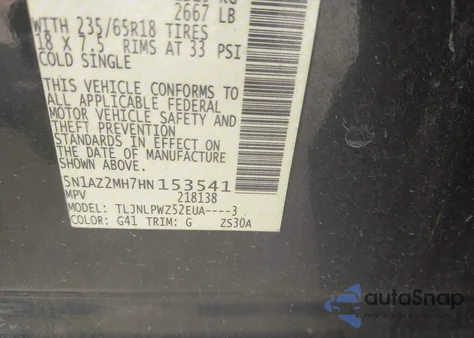 2667 LB
WITH 235/65R18 TIRES
18 X 7.5 RIMS AT 33 PSI
COLD SINGLE
THIS VEHICLE CONFORMS TO
ALL APPLICABLE FEDERAL
MOTOR VEHICLE SAFETY AND
THEFT PREVENTION
STANDARDS IN EFFECT ON
THE DATE OF MANUFACTURE
SHOWN ABOVE.
5N1AZ2MH7HN153541
MPV 218138
MODEL: TLJNLPWZ52EUA----3
COLOR: G41 TRIM: G ZS30A
autoSnap